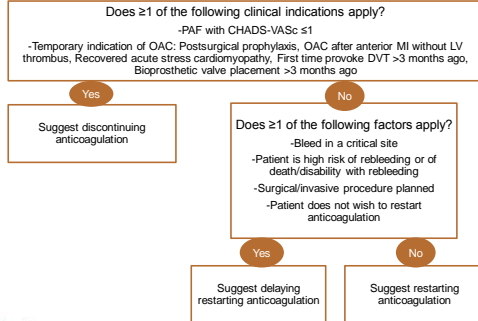 Does ≥1 of the following clinical indications apply?
-PAF with CHADS-VASc ≤1
-Temporary indication of OAC: Postsurgical prophylaxis, OAC after anterior MI without LV
thrombus, Recovered acute stress cardiomyopathy, First time provoke DVT >3 months ago,
Bioprosthetic valve placement >3 months ago
Yes
No
Suggest discontinuing
anticoagulation
Does ≥1 of the following factors apply?
-Bleed in a critical site
-Patient is high risk of rebleeding or of
death/disability with rebleeding
-Surgical/invasive procedure planned
-Patient does not wish to restart
anticoagulation
Yes
No
Suggest delaying
restarting anticoagulation
Suggest restarting
anticoagulation